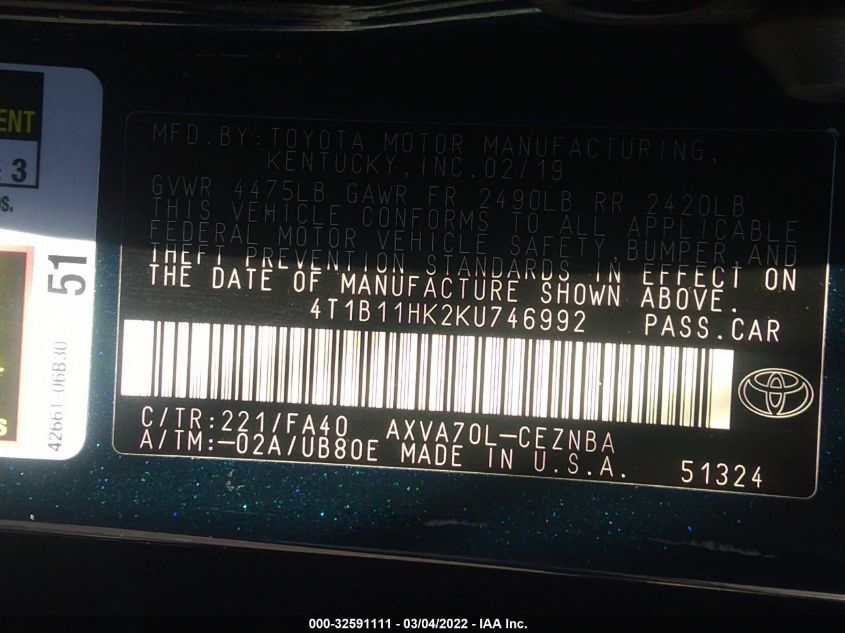 ENT
: 3
OS.
51
42661-06B30
S
MFD.BY:TOYOTA MOTOR MANUFACTURING,
KENTUCKY,INC.02/19
GVWR 4475LB GAWR FR 2490LB RR 2420LB
THIS VEHICLE CONFORMS TO ALL APPLICABLE
FEDERAL MOTOR VEHICLE SAFETY,BUMPER,AND
THEFT PREVENTION STANDARDS IN EFFECT ON
THE DATE OF MANUFACTURE SHOWN ABOVE.
4T1B11HK2KU746992 PASS.CAR
C/TR:221/FA40 AXVA70L-CEZNBA
A/TM:-02A/UB80E MADE IN U.S.A. 51324
000-32591111 - 03/04/2022 - IAA Inc.